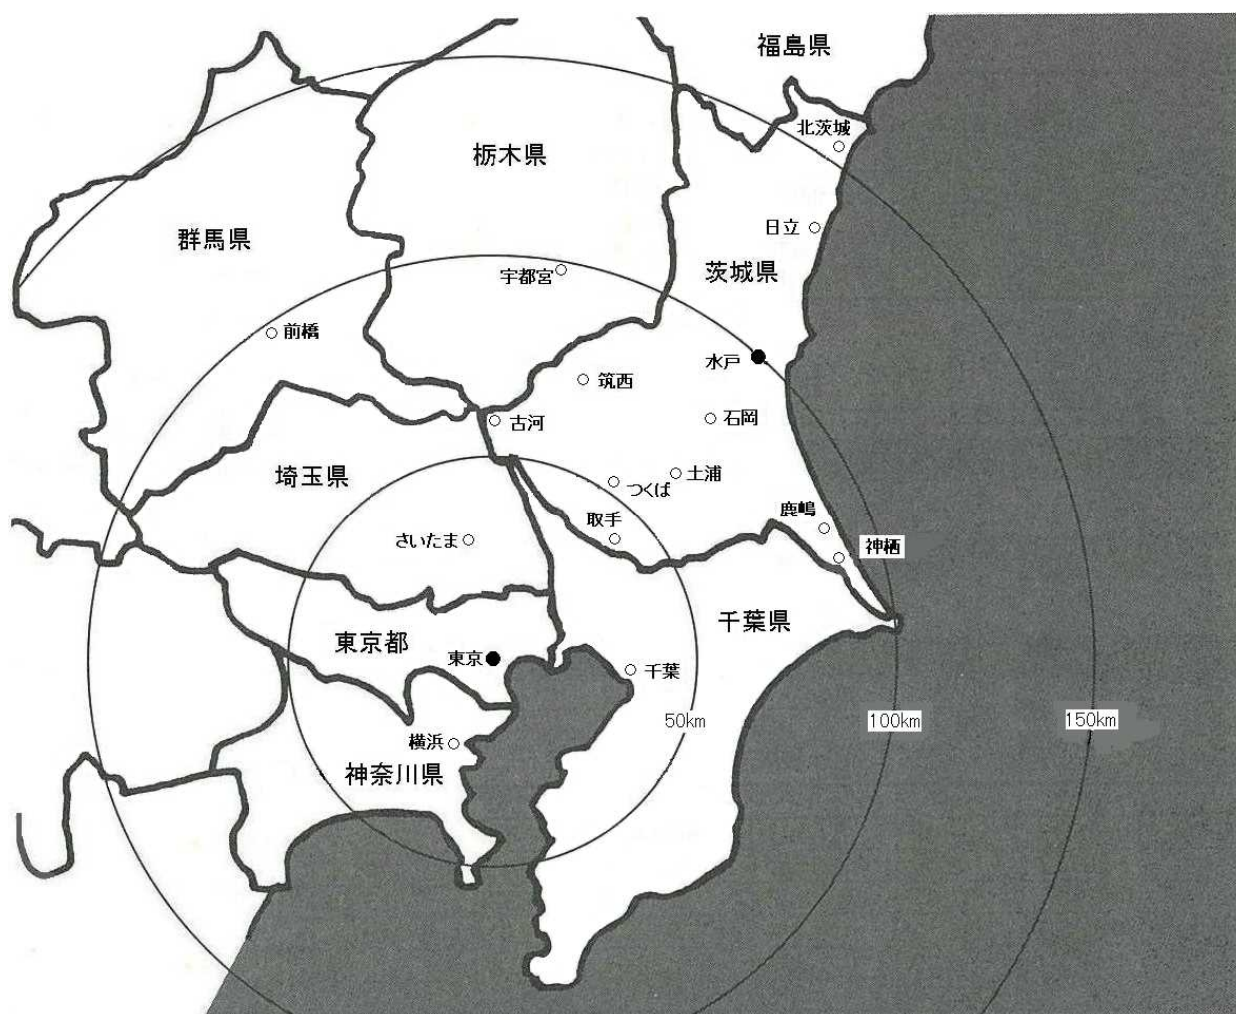 福島県
北茨城
栃木県
日立
群馬県
茨城県
宇都宮
前橋
水戸
筑西
石岡
古河
土浦
埼玉県
つくば
鹿嶋
取手
さいたま
神栖
千葉県
東京都
東京
千葉
50km
100km
150km
横浜
神奈川県